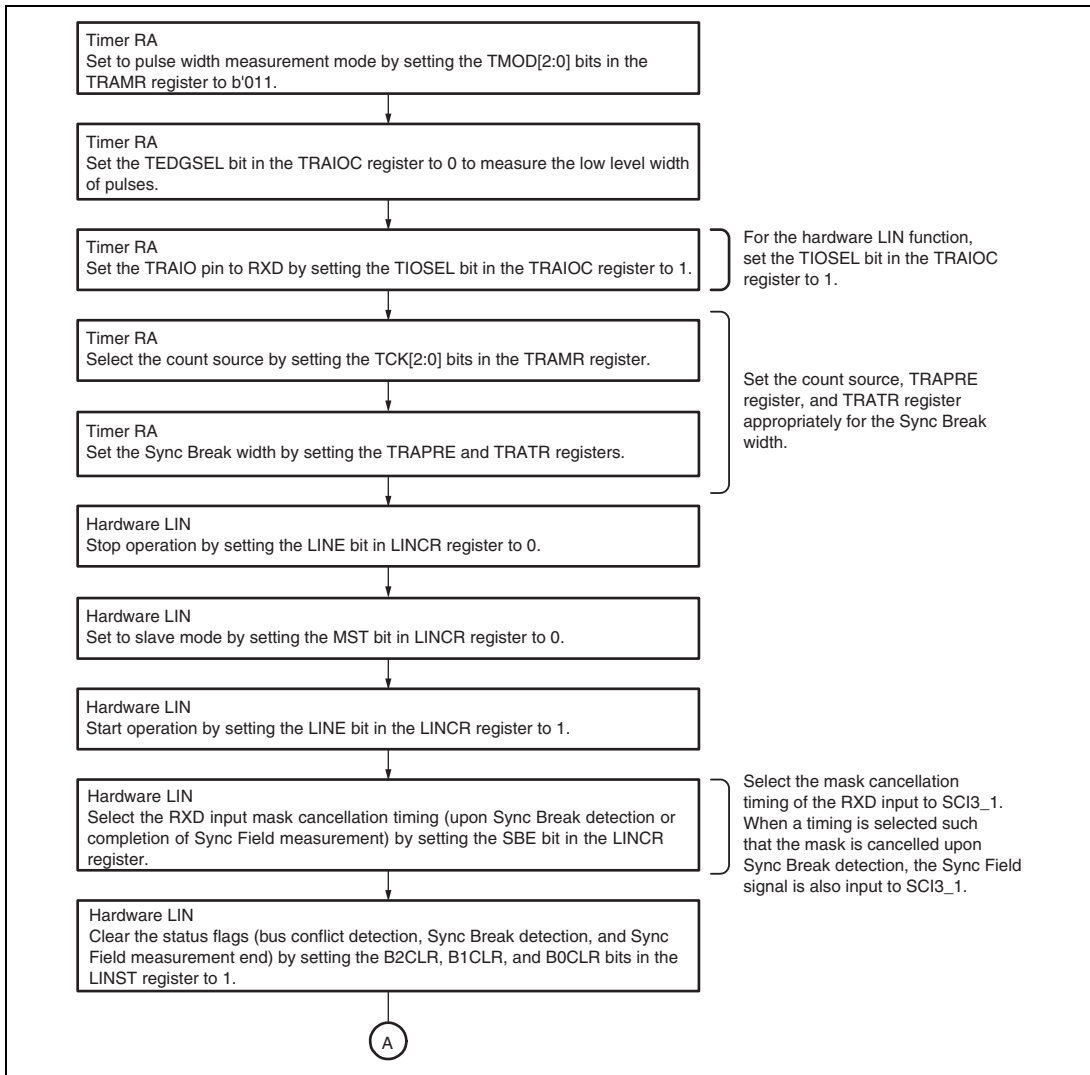 Timer RA
Set to pulse width measurement mode by setting the TMOD[2:0] bits in the
TRAMR register to b'011.
Timer RA
Set the TEDGSEL bit in the TRAIOC register to 0 to measure the low level width
of pulses.
Timer RA
Set the TRAIO pin to RXD by setting the TIOSEL bit in the TRAIOC register to 1.
For the hardware LIN function,
set the TIOSEL bit in the TRAIOC
register to 1.
Timer RA
Select the count source by setting the TCK[2:0] bits in the TRAMR register.
Timer RA
Set the Sync Break width by setting the TRAPRE and TRATR registers.
Set the count source, TRAPRE
register, and TRATR register
appropriately for the Sync Break
width.
Hardware LIN
Stop operation by setting the LINE bit in LINCR register to 0.
Hardware LIN
Set to slave mode by setting the MST bit in LINCR register to 0.
Hardware LIN
Start operation by setting the LINE bit in the LINCR register to 1.
Hardware LIN
Select the RXD input mask cancellation timing (upon Sync Break detection or
completion of Sync Field measurement) by setting the SBE bit in the LINCR
register.
Select the mask cancellation
timing of the RXD input to SCI3_1.
When a timing is selected such
that the mask is cancelled upon
Sync Break detection, the Sync Field
signal is also input to SCI3_1.
Hardware LIN
Clear the status flags (bus conflict detection, Sync Break detection, and Sync
Field measurement end) by setting the B2CLR, B1CLR, and B0CLR bits in the
LINST register to 1.
A